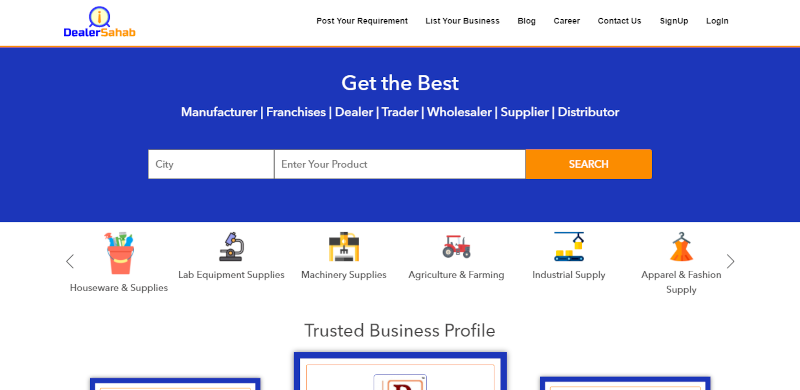 DealerSahab
Post Your Requirement
List Your Business
Blog
Career
Contact Us
SignUp
Login
Get the Best
Manufacturer | Franchises | Dealer | Trader | Wholesaler | Supplier | Distributor
City
Enter Your Product
SEARCH
Houseware & Supplies
Lab Equipment Supplies
Machinery Supplies
Agriculture & Farming
Industrial Supply
Apparel & Fashion
Supply
Trusted Business Profile